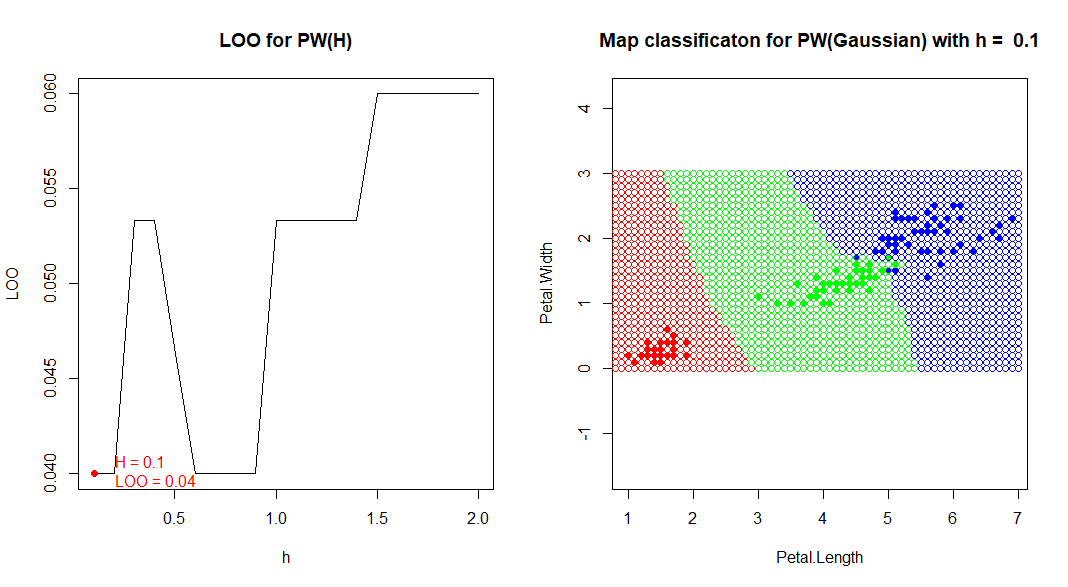 LOO for PW(H)
LOO
0.060
0.055
0.050
0.045
0.040
H = 0.1
LOO = 0.04
0.5
1.0
1.5
2.0
h
Map classificaton for PW(Gaussian) with h =  0.1
Petal.Width
4
3
2
1
0
-1
1
2
3
4
5
6
7
Petal.Length